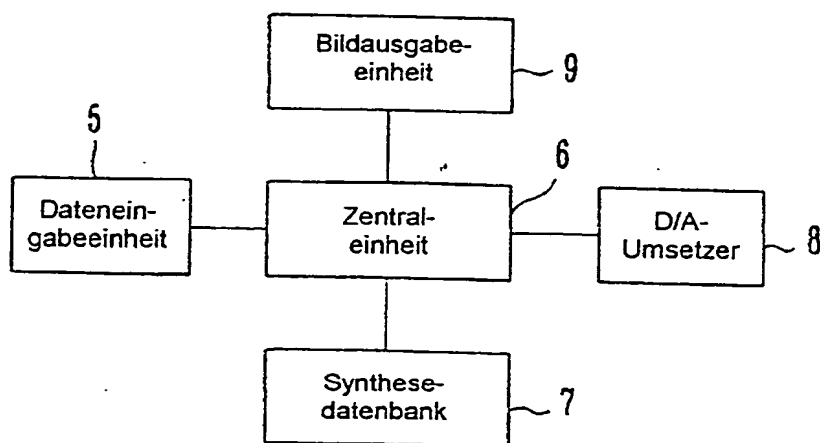 Bildausgabe-
einheit
9
5
6
Datenein-
gabeeinheit
Zentral-
einheit
D/A-
Umsetzer
8
Synthese-
datenbank
7